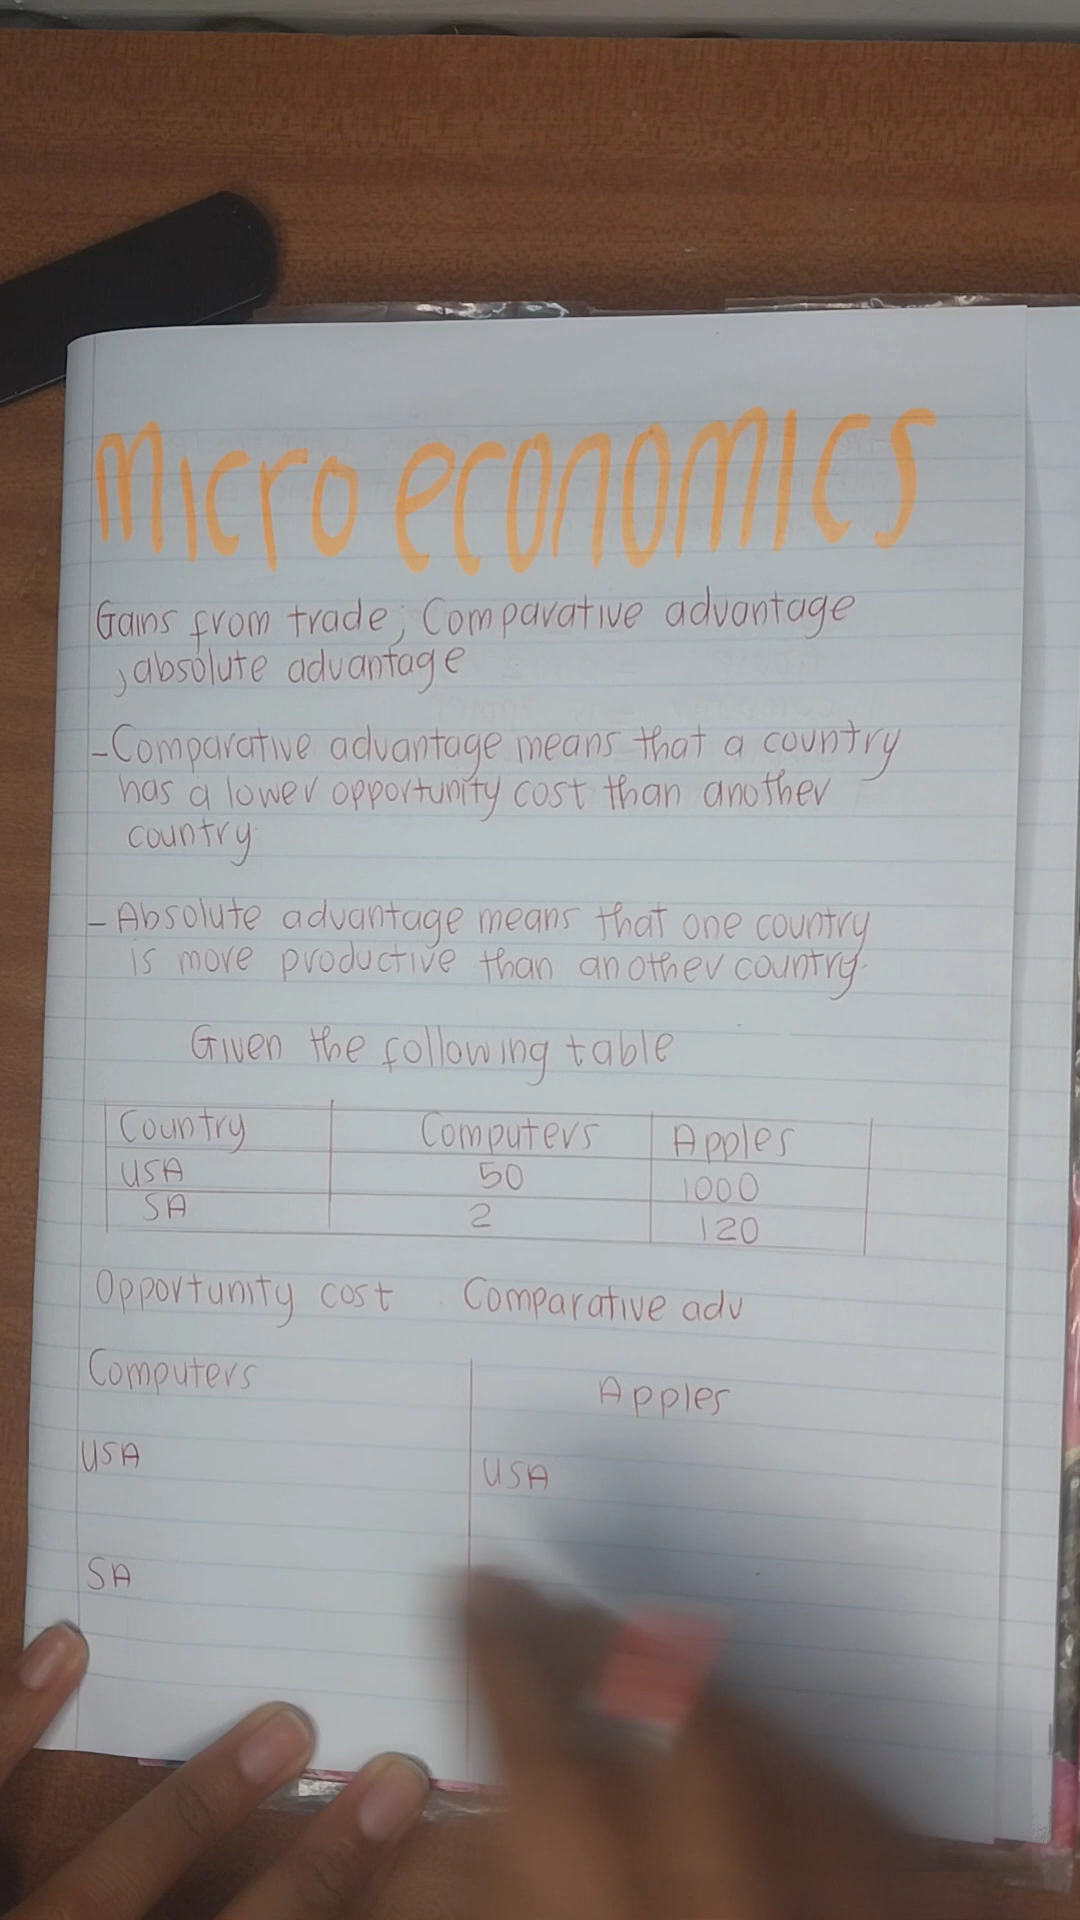 Microeconomics
Gains from trade; Comparative advantage
, absolute advantage
- Comparative advantage means that a country
has a lower opportunity cost than another
country
- Absolute advantage means that one country
is more productive than another country.
Given the following table
Country Computers Apples
USA 50 1000
SA 2 120
Opportunity cost Comparative adv
Computers Apples
USA USA
SA